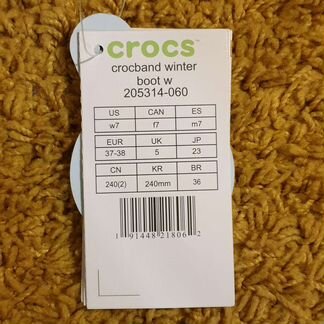 crocs™
crocband winter
boot w
205314-060
US CAN ES
w7 f7 m7
EUR UK JP
37-38 5 23
CN KR BR
240(2) 240mm 36
1 91448 21806 2